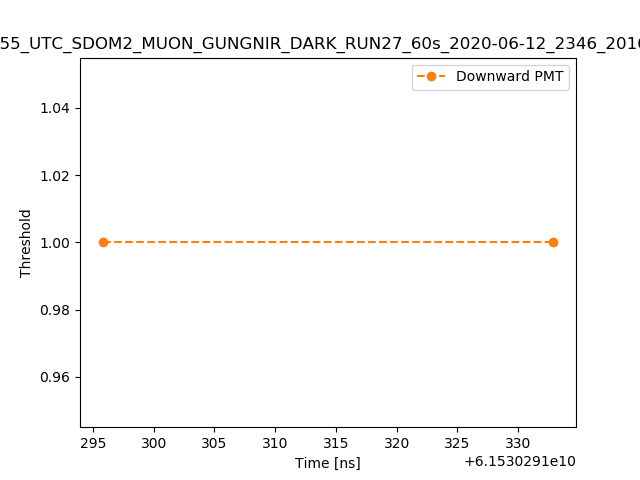 55_UTC_SDOM2_MUON_GUNGNIR_DARK_RUN27_60s_2020-06-12_2346_2016
Downward PMT
1.04
1.02
1.00
0.98
0.96
Threshold
295 300 305 310 315 320 325 330
Time [ns]
+6.1530291e10